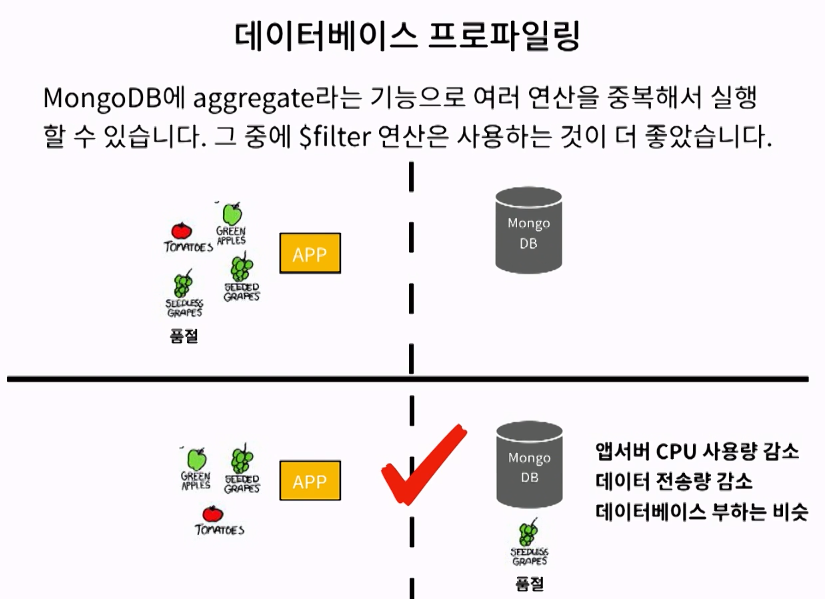 데이터베이스 프로파일링
MongoDB에 aggregate라는 기능으로 여러 연산을 중복해서 실행
할 수 있습니다. 그 중에 $filter 연산은 사용하는 것이 더 좋았습니다.
TOMATOES
GREEN
APPLES
SEEDLESS
GRAPES
SEEDED
GRAPES
품절
APP
Mongo
DB
GREEN
APPLES
SEEDED
GRAPES
TOMATOES
APP
Mongo
DB
SEEDLESS
GRAPES
품절
앱서버 CPU 사용량 감소
데이터 전송량 감소
데이터베이스 부하는 비슷